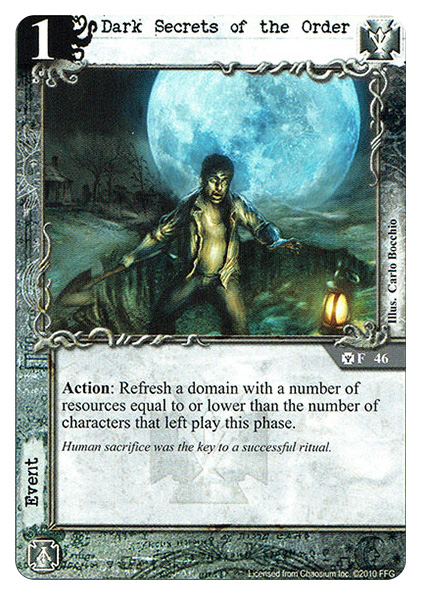 1
Dark Secrets of the Order
Illus. Carlo Bocchio
F 46
Action: Refresh a domain with a number of
resources equal to or lower than the number of
characters that left play this phase.
Human sacrifice was the key to a successful ritual.
Event
Licensed from Chaosium Inc. ©2010 FFG